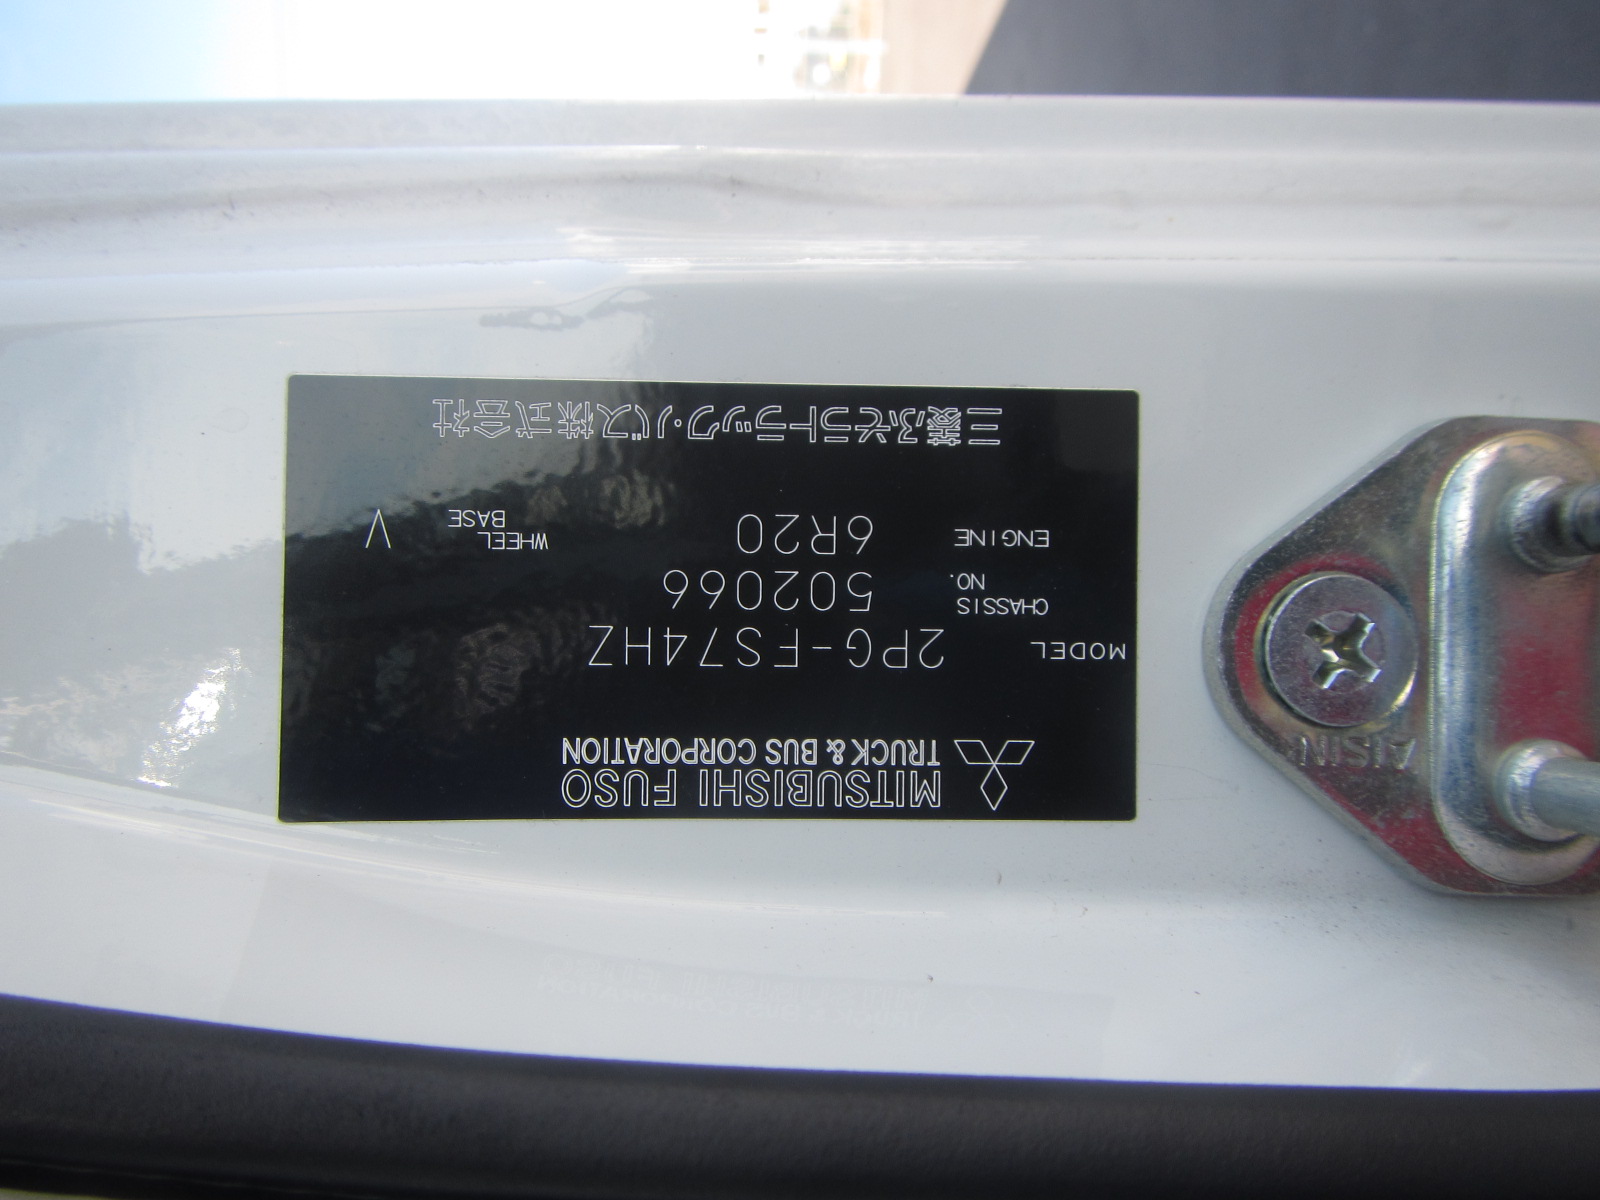 MITSUBISHI FUSO
TRUCK & BUS CORPORATION
MODEL 2PG-FS74HZ
CHASSIS NO. 502066
ENGINE 6R20 WHEEL BASE V
三菱ふそうトラック・バス株式会社
AISIN